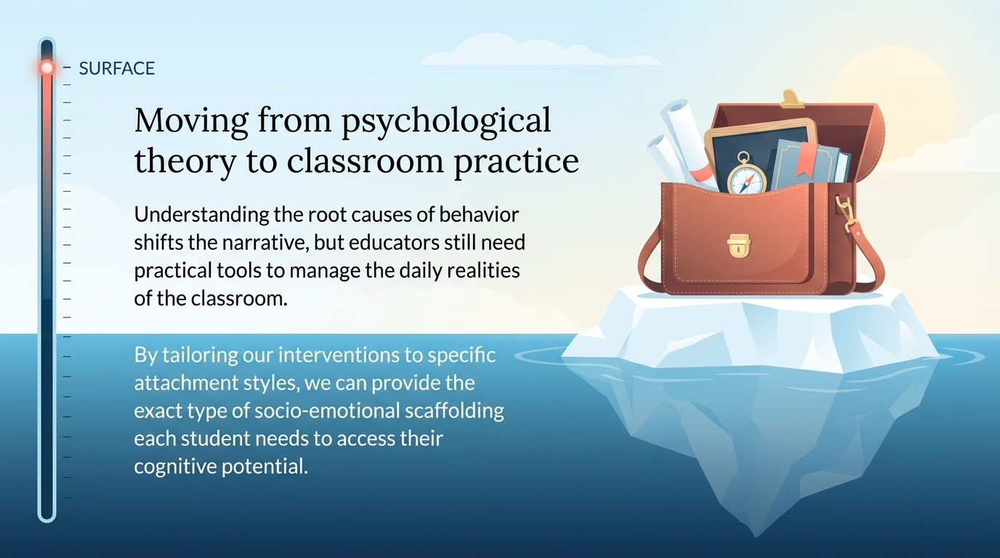 SURFACE
Moving from psychological
theory to classroom practice
Understanding the root causes of behavior
shifts the narrative, but educators still need
practical tools to manage the daily realities
of the classroom.
By tailoring our interventions to specific
attachment styles, we can provide the
exact type of socio-emotional scaffolding
each student needs to access their
cognitive potential.